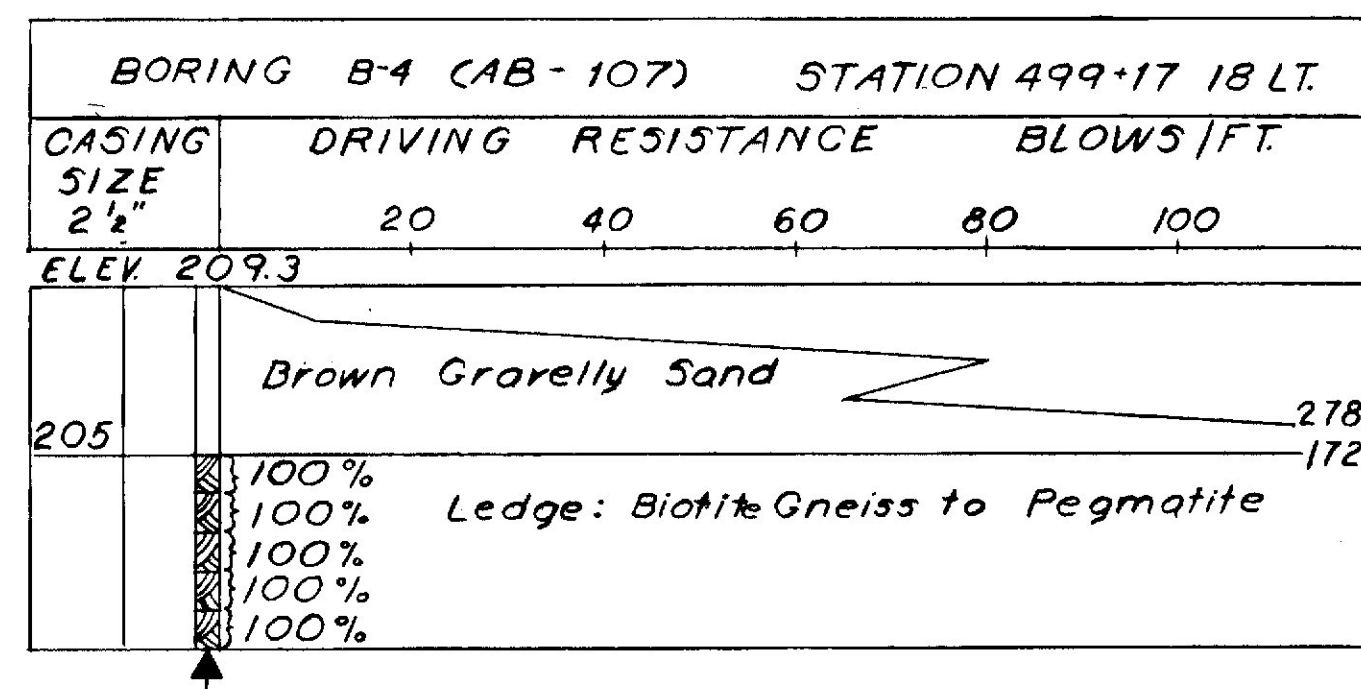 BORING B-4 (AB-107) STATION 499+17 18 LT.
CASING SIZE 2 1/2"
DRIVING RESISTANCE BLOWS/FT.
20 40 60 80 100
ELEV. 209.3
Brown Gravelly Sand
278
205
172
100%
100% Ledge: Biotite Gneiss to Pegmatite
100%
100%
100%